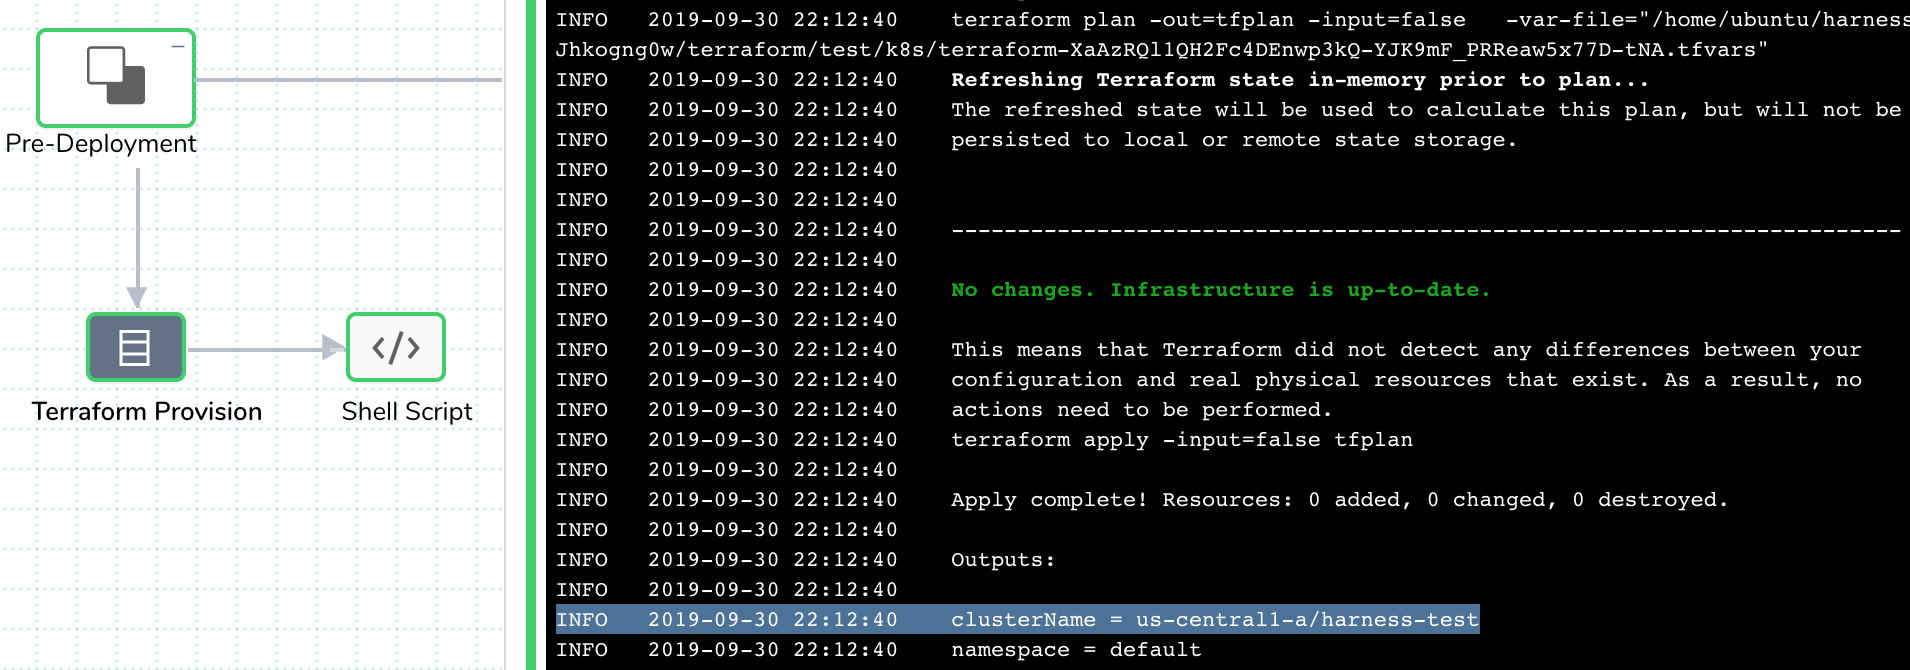 Pre-Deployment
Terraform Provision
Shell Script
INFO 2019-09-30 22:12:40 terraform plan -out=tfplan -input=false -var-file="/home/ubuntu/harness
Jhkogng0w/terraform/test/k8s/terraform-XaAzRQl1QH2Fc4DEnwp3kQ-YJK9mF_PRReaw5x77D-tNA.tfvars"
INFO 2019-09-30 22:12:40 Refreshing Terraform state in-memory prior to plan...
INFO 2019-09-30 22:12:40 The refreshed state will be used to calculate this plan, but will not be
INFO 2019-09-30 22:12:40 persisted to local or remote state storage.
INFO 2019-09-30 22:12:40
INFO 2019-09-30 22:12:40
INFO 2019-09-30 22:12:40 ------------------------------------------------------------------------
INFO 2019-09-30 22:12:40
INFO 2019-09-30 22:12:40 No changes. Infrastructure is up-to-date.
INFO 2019-09-30 22:12:40
INFO 2019-09-30 22:12:40 This means that Terraform did not detect any differences between your
INFO 2019-09-30 22:12:40 configuration and real physical resources that exist. As a result, no
INFO 2019-09-30 22:12:40 actions need to be performed.
INFO 2019-09-30 22:12:40 terraform apply -input=false tfplan
INFO 2019-09-30 22:12:40
INFO 2019-09-30 22:12:40 Apply complete! Resources: 0 added, 0 changed, 0 destroyed.
INFO 2019-09-30 22:12:40
INFO 2019-09-30 22:12:40 Outputs:
INFO 2019-09-30 22:12:40
INFO 2019-09-30 22:12:40 clusterName = us-central1-a/harness-test
INFO 2019-09-30 22:12:40 namespace = default